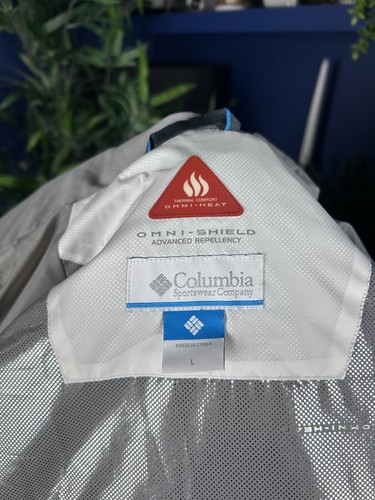 THERMAL COMFORT
OMNI-HEAT
OMNI-SHIELD
ADVANCED REPELLENCY
Columbia
Sportswear Company
MADE IN CHINA
L